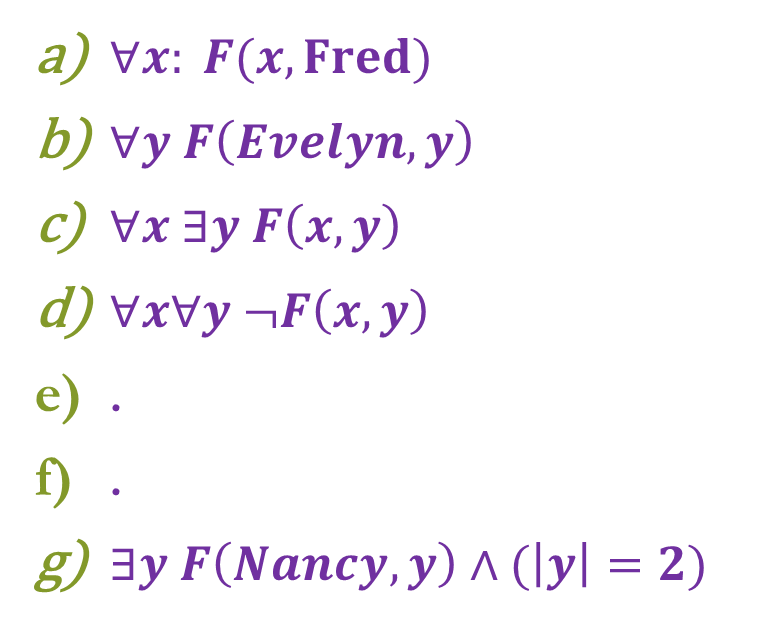 a) ∀x: F(x, Fred)
b) ∀y F(Evelyn, y)
c) ∀x ∃y F(x, y)
d) ∀x∀y ¬F(x, y)
e) .
f) .
g) ∃y F(Nancy, y) ∧ (|y| = 2)